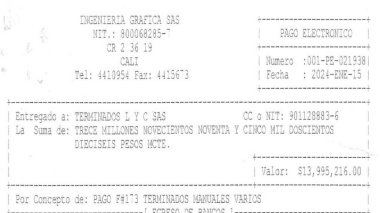 INGENIERIA GRAFICA SAS
NIT.: 800068285-7
PAGO ELECTRONICO
CR 2 36 19
CALI
Numero :001-PE-021938
Tel: 4410954 Fax: 4415673
Fecha : 2024-ENE-15
Entregado a: TERMINADOS L Y C SAS CC o NIT: 901128883-6
La Suma de: TRECE MILLONES NOVECIENTOS NOVENTA Y CINCO MIL DOSCIENTOS
DIECISEIS PESOS MCTE.
Valor: $13,995,216.00
Por Concepto de: PAGO F#173 TERMINADOS MANUALES VARIOS
[ EGRESO DE BANCOS ]